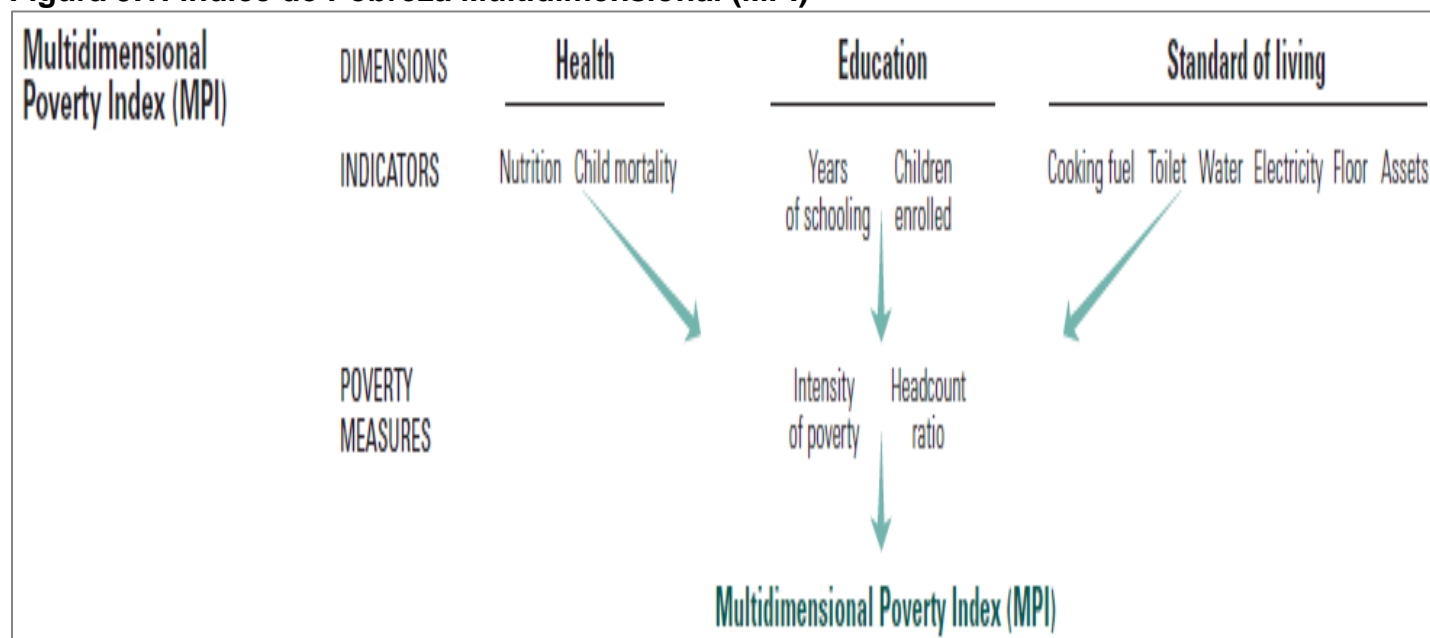 Multidimensional
Poverty Index (MPI)
DIMENSIONS Health Education Standard of living
INDICATORS Nutrition Child mortality Years of schooling Children enrolled Cooking fuel Toilet Water Electricity Floor Assets
POVERTY
MEASURES
Intensity of poverty Headcount ratio
Multidimensional Poverty Index (MPI)